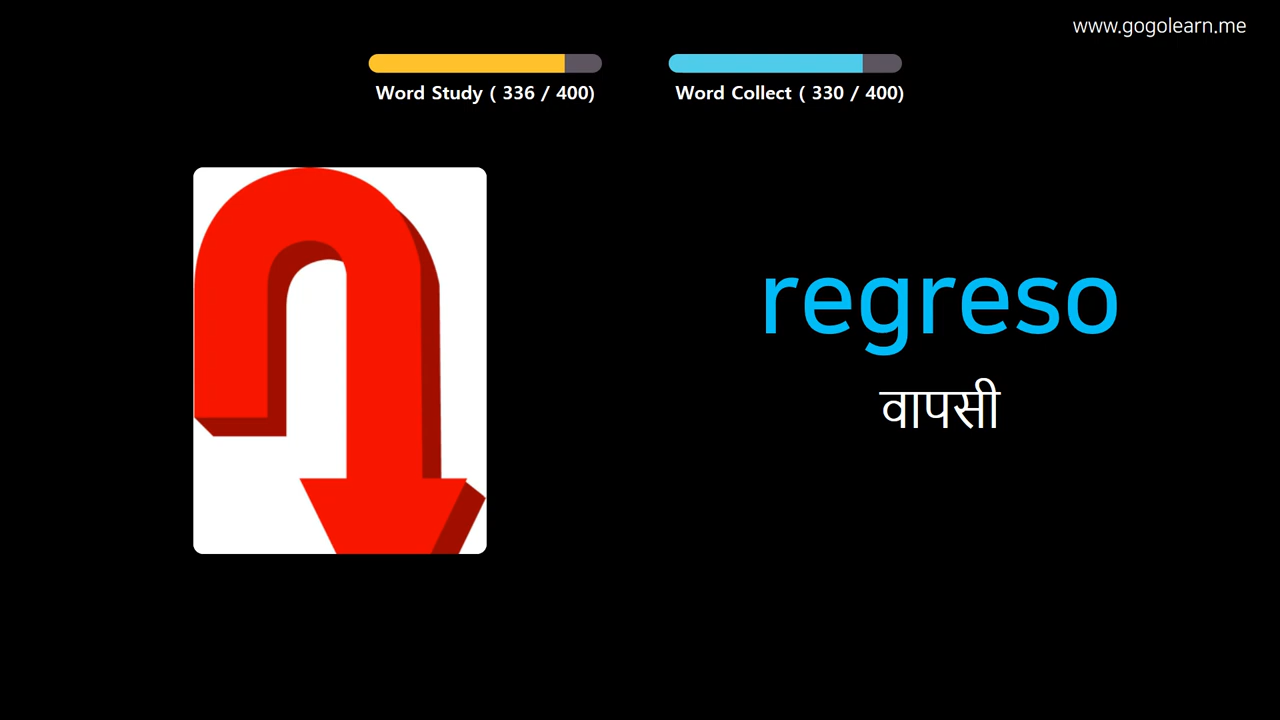 www.gogolearn.me
Word Study ( 336 / 400)
Word Collect ( 330 / 400)
regreso
वापसी